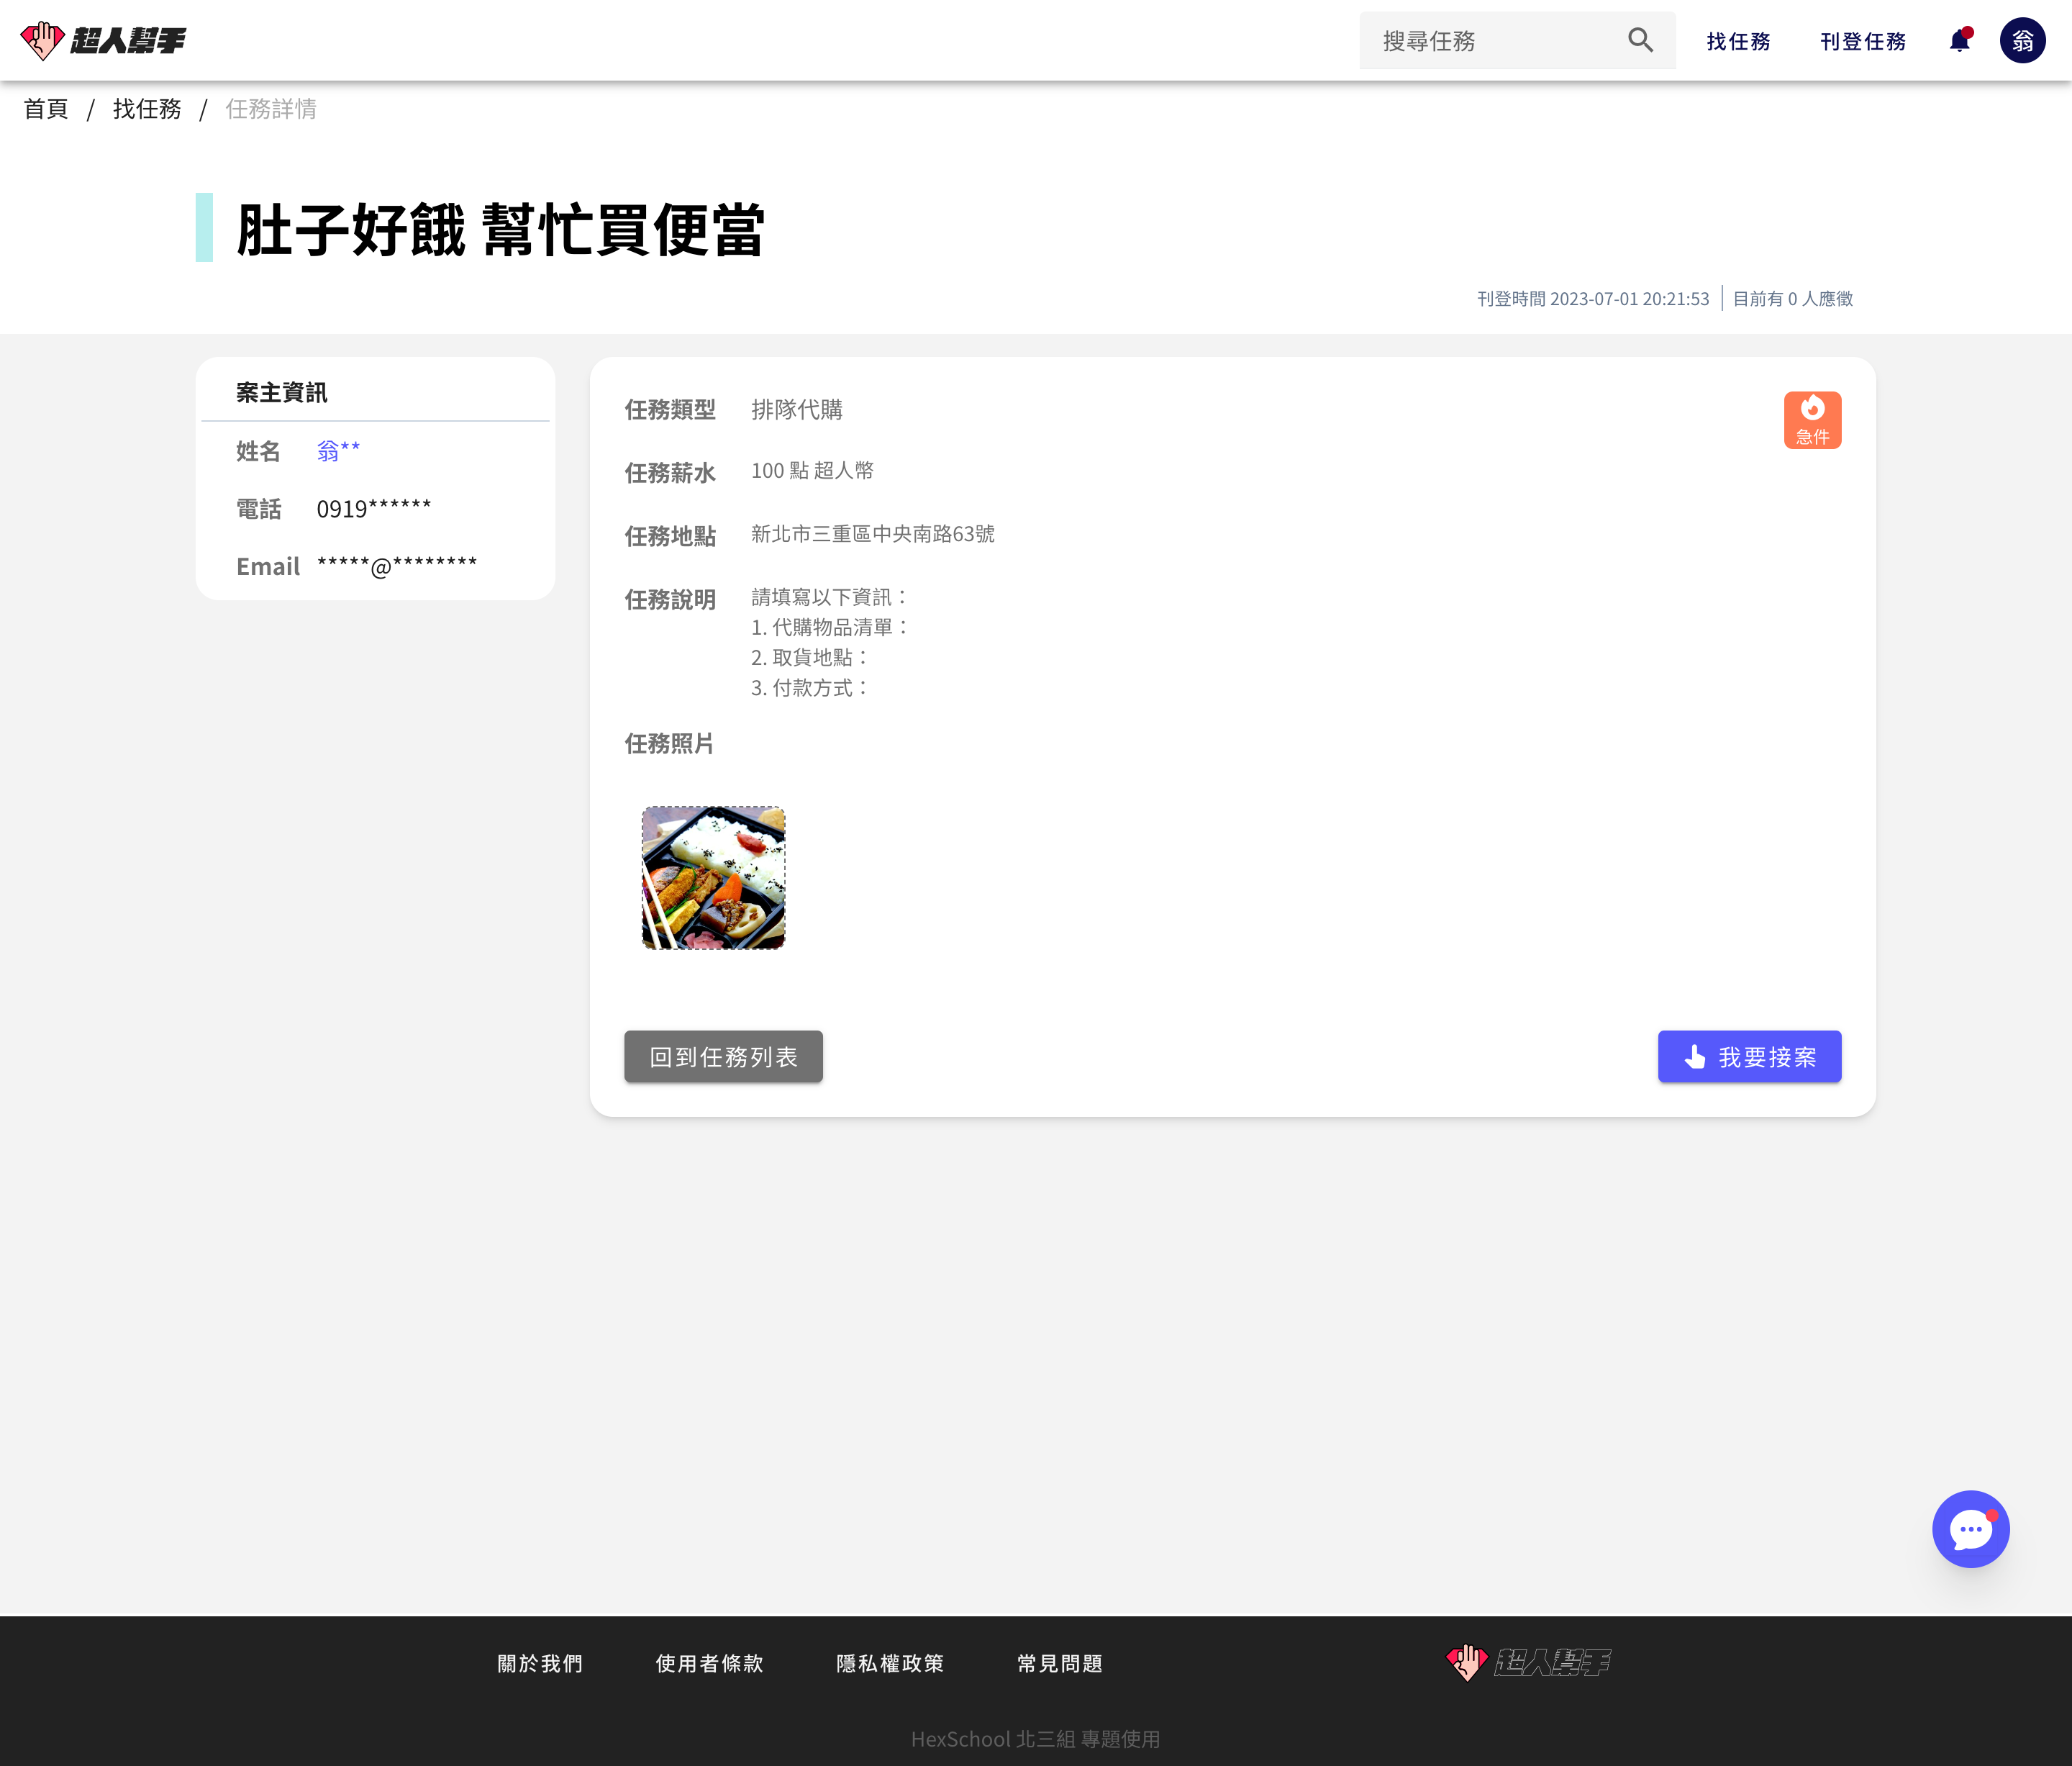 超人幫手
搜尋任務
找任務
刊登任務
翁
首頁 / 找任務 / 任務詳情
肚子好餓 幫忙買便當
刊登時間 2023-07-01 20:21:53
目前有 0 人應徵
案主資訊
姓名 翁**
電話 0919******
Email *****@********
任務類型 排隊代購
急件
任務薪水 100 點 超人幣
任務地點 新北市三重區中央南路63號
任務說明 請填寫以下資訊：
1. 代購物品清單：
2. 取貨地點：
3. 付款方式：
任務照片
回到任務列表
我要接案
關於我們
使用者條款
隱私權政策
常見問題
超人幫手
HexSchool 北三組 專題使用